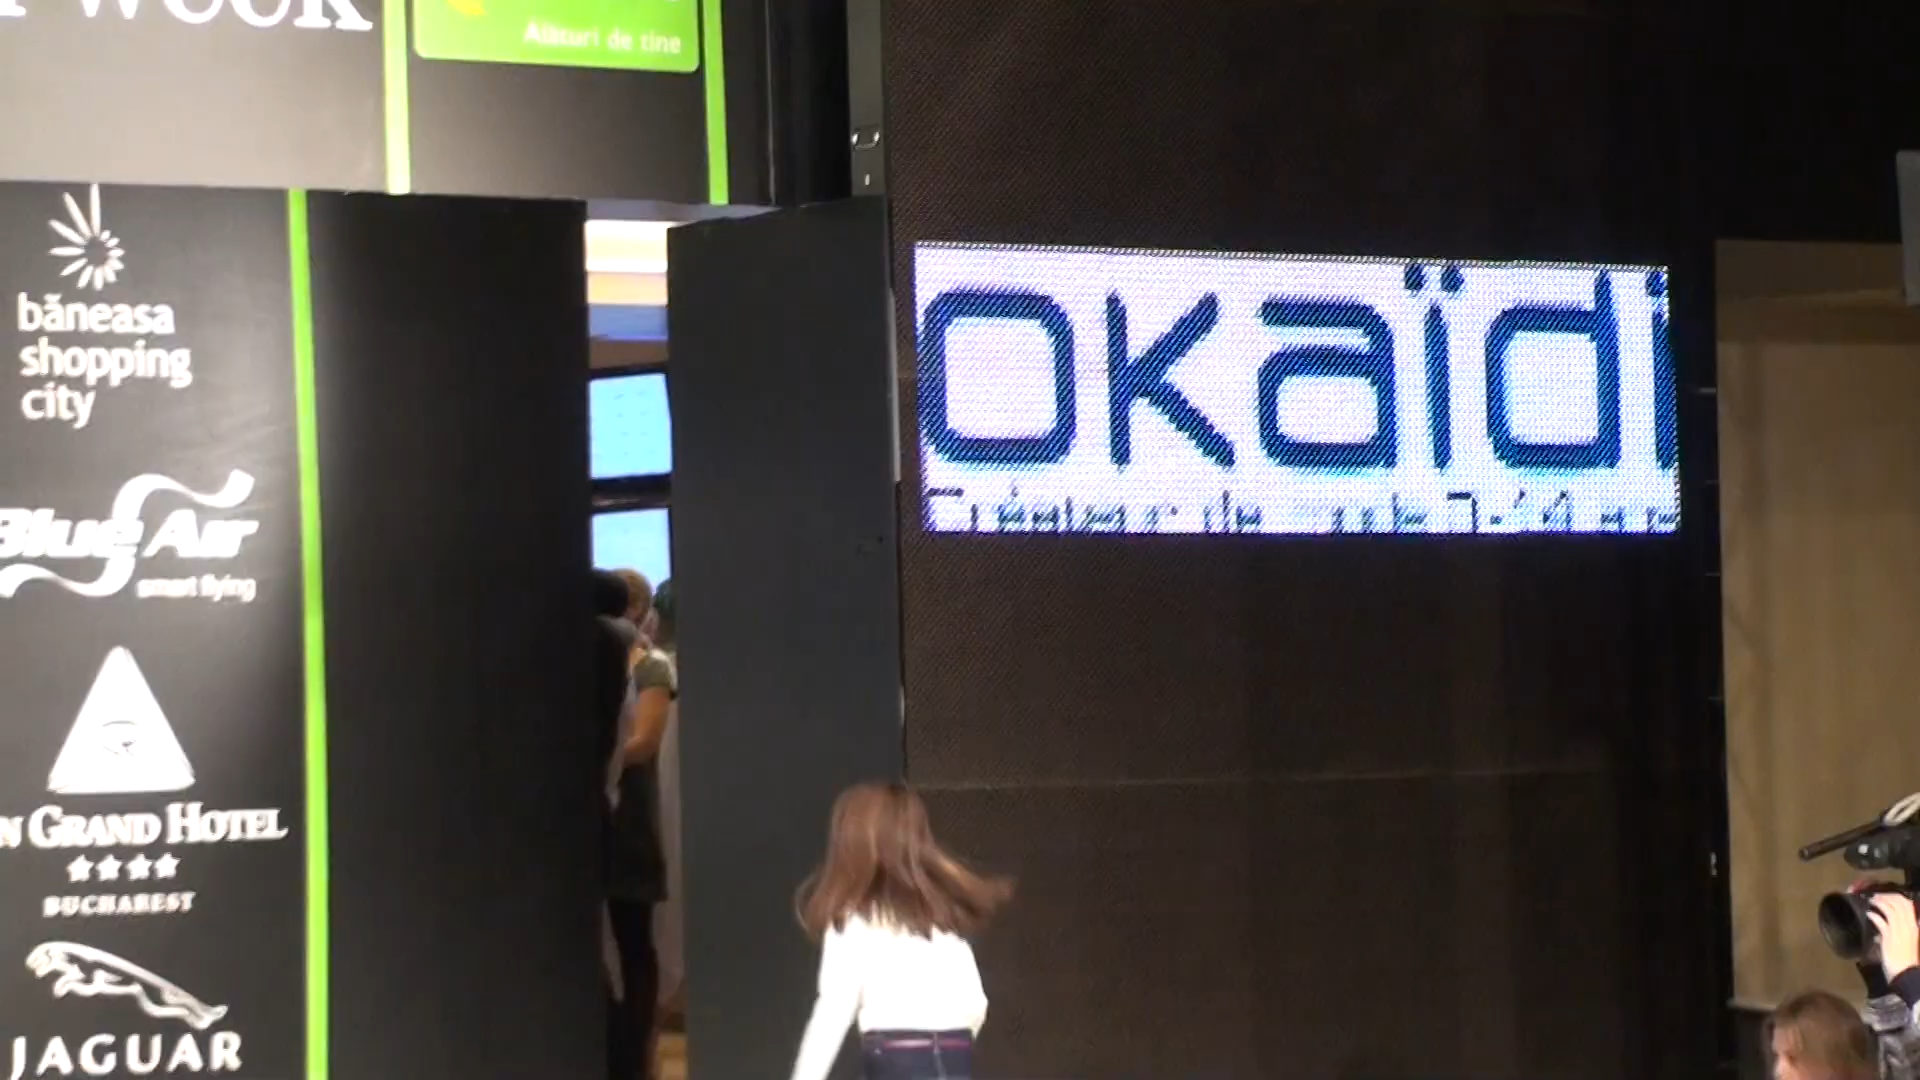 Alături de tine
băneasa
shopping
city
Blue Air
smart flying
GRAND HOTEL
BUCHAREST
JAGUAR
okaïdi